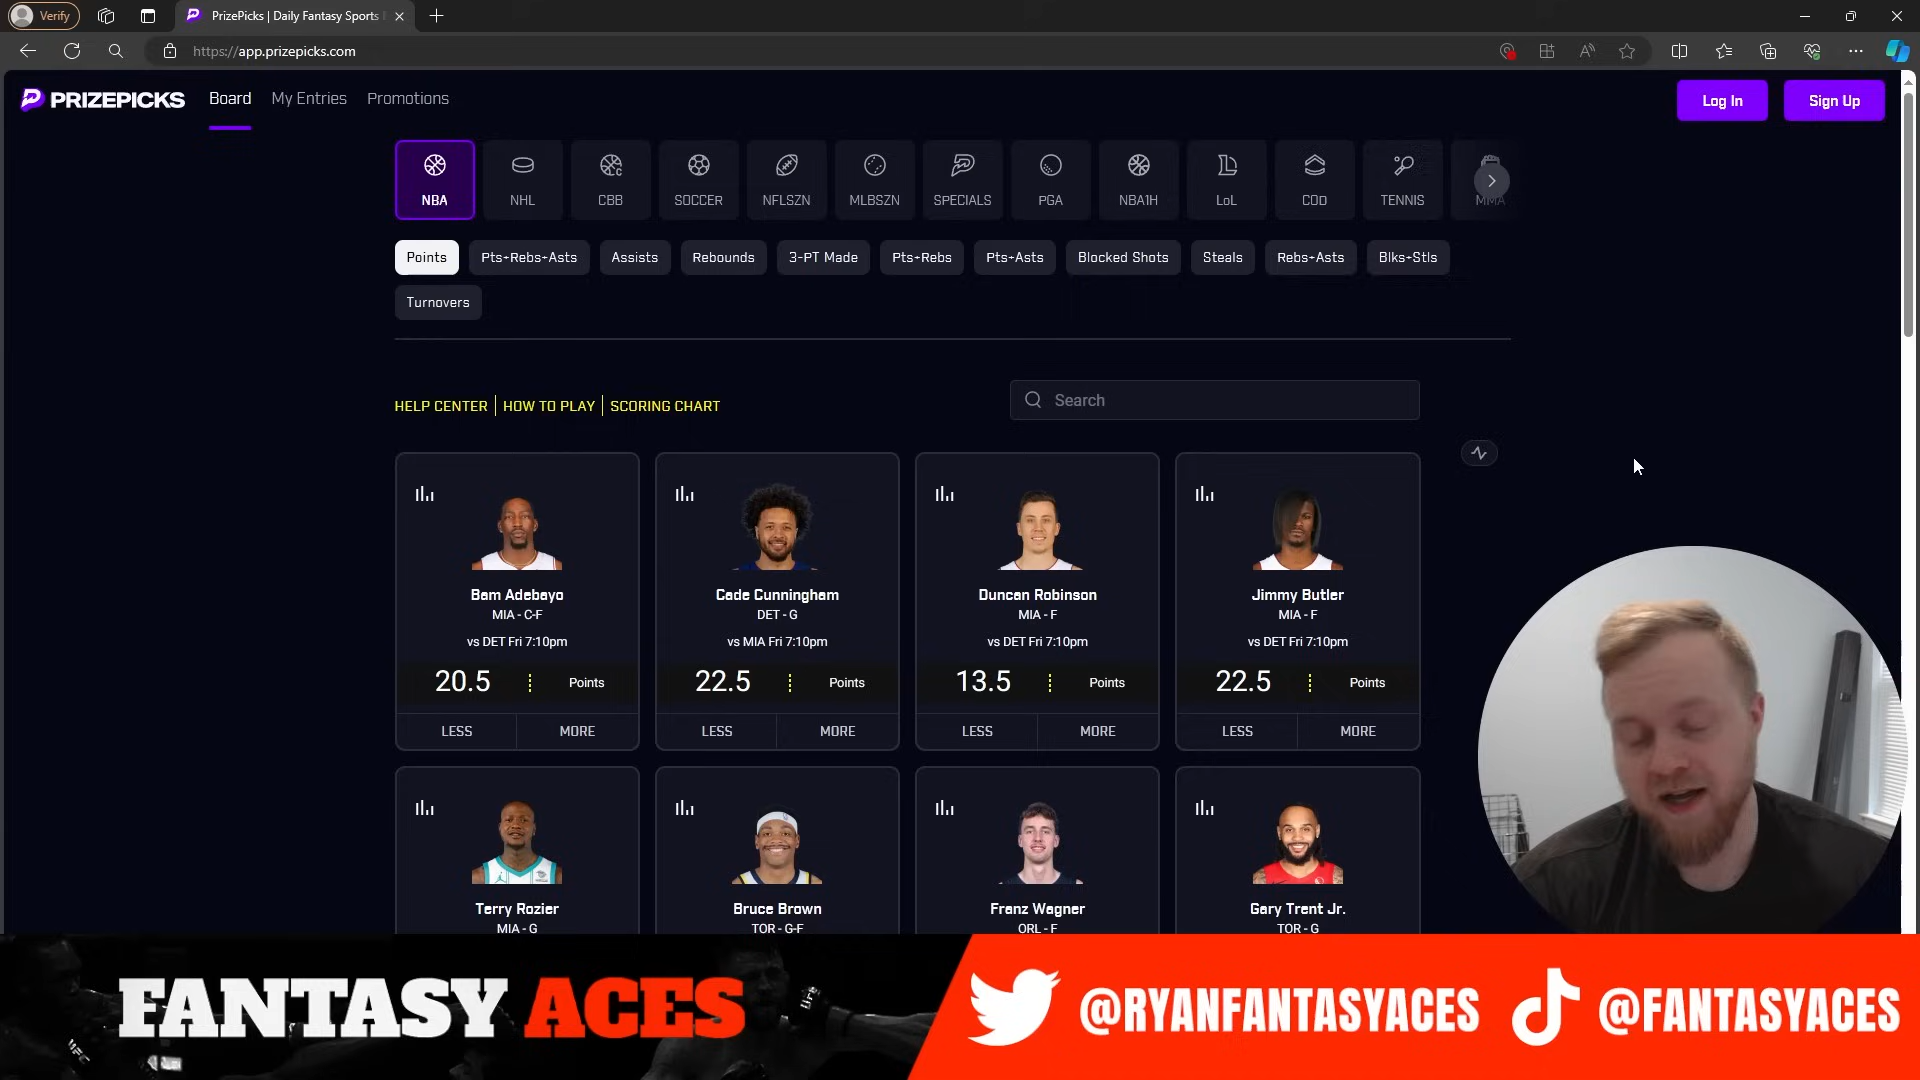 Verify
PrizePicks | Daily Fantasy Sports
https://app.prizepicks.com
PRIZEPICKS
Board
My Entries
Promotions
Log In
Sign Up
NBA
NHL
CBB
SOCCER
NFLSZN
MLBSZN
SPECIALS
PGA
NBA1H
LoL
COD
TENNIS
MMA
Points
Pts+Rebs+Asts
Assists
Rebounds
3-PT Made
Pts+Rebs
Pts+Asts
Blocked Shots
Steals
Rebs+Asts
Blks+Stls
Turnovers
HELP CENTER
HOW TO PLAY
SCORING CHART
Search
Bam Adebayo
MIA - C-F
vs DET Fri 7:10pm
20.5
Points
LESS
MORE
Cade Cunningham
DET - G
vs MIA Fri 7:10pm
22.5
Points
LESS
MORE
Duncan Robinson
MIA - F
vs DET Fri 7:10pm
13.5
Points
LESS
MORE
Jimmy Butler
MIA - F
vs DET Fri 7:10pm
22.5
Points
LESS
MORE
Terry Rozier
MIA - G
Bruce Brown
TOR - G-F
Franz Wagner
ORL - F
Gary Trent Jr.
TOR - G
FANTASY ACES
@RYANFANTASYACES
@FANTASYACES